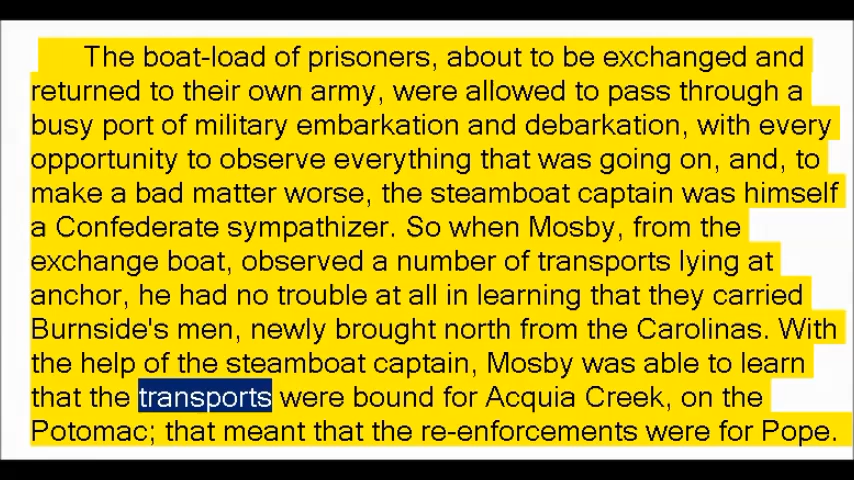 The boat-load of prisoners, about to be exchanged and
returned to their own army, were allowed to pass through a
busy port of military embarkation and debarkation, with every
opportunity to observe everything that was going on, and, to
make a bad matter worse, the steamboat captain was himself
a Confederate sympathizer. So when Mosby, from the
exchange boat, observed a number of transports lying at
anchor, he had no trouble at all in learning that they carried
Burnside's men, newly brought north from the Carolinas. With
the help of the steamboat captain, Mosby was able to learn
that the transports were bound for Acquia Creek, on the
Potomac; that meant that the re-enforcements were for Pope.